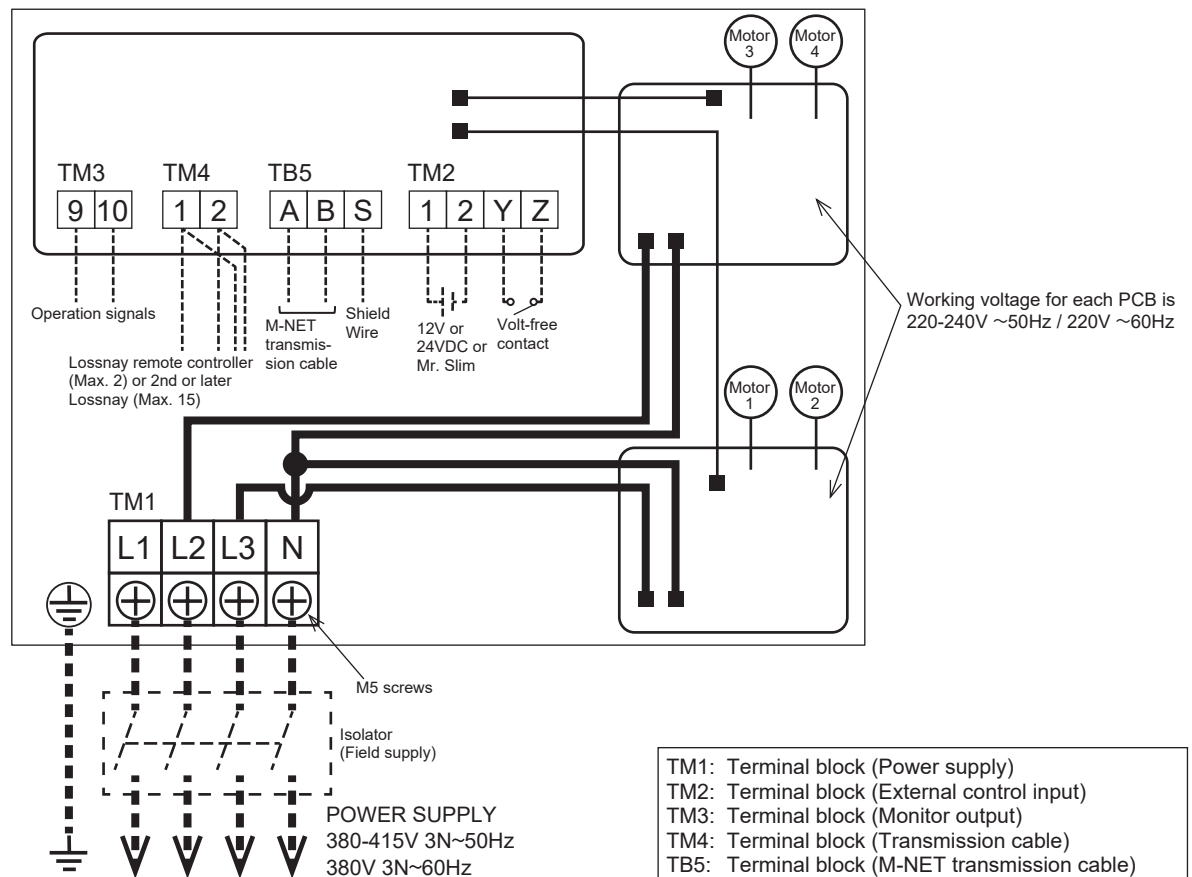 Motor
3
Motor
4
TM3
9 10
TM4
1 2
TB5
A B S
TM2
1 2 Y Z
Operation signals
Lossnay remote controller
(Max. 2) or 2nd or later
Lossnay (Max. 15)
M-NET
transmis-
sion cable
Shield
Wire
12V or
24VDC or
Mr. Slim
Volt-free
contact
Working voltage for each PCB is
220-240V ~50Hz / 220V ~60Hz
Motor
1
Motor
2
TM1
L1 L2 L3 N
M5 screws
Isolator
(Field supply)
POWER SUPPLY
380-415V 3N~50Hz
380V 3N~60Hz
TM1: Terminal block (Power supply)
TM2: Terminal block (External control input)
TM3: Terminal block (Monitor output)
TM4: Terminal block (Transmission cable)
TB5: Terminal block (M-NET transmission cable)